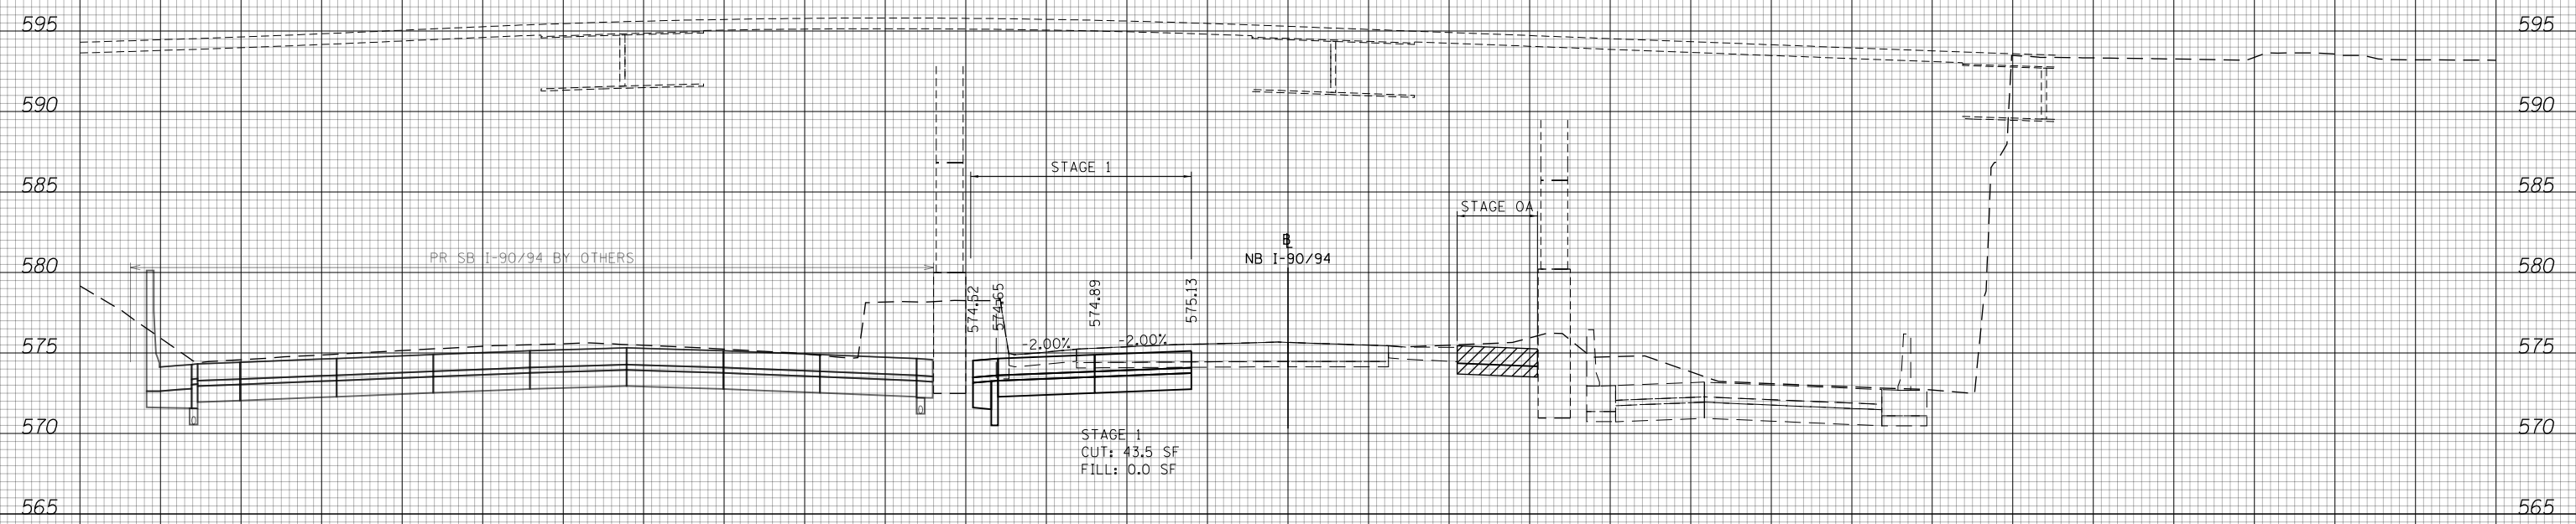 595 595
590 590
STAGE 1
585 585
STAGE 0A
℄
NB I-90/94
PR SB I-90/94 BY OTHERS
580 580
574.52
574.65
574.89
575.13
-2.00%
-2.00%
575 575
570 570
STAGE 1
CUT: 43.5 SF
FILL: 0.0 SF
565 565